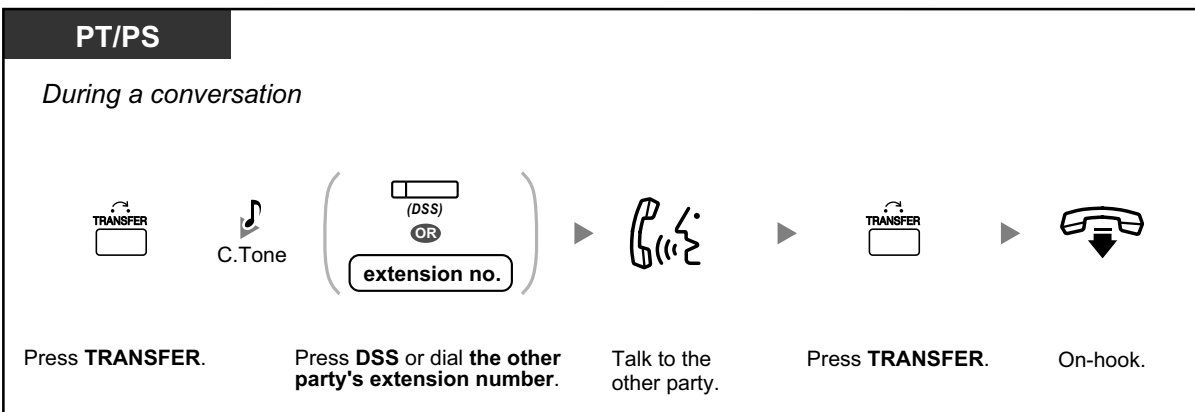 PT/PS
During a conversation
TRANSFER
C.Tone
(DSS)
OR
extension no.
TRANSFER
Press TRANSFER.
Press DSS or dial the other
party's extension number.
Talk to the
other party.
Press TRANSFER.
On-hook.